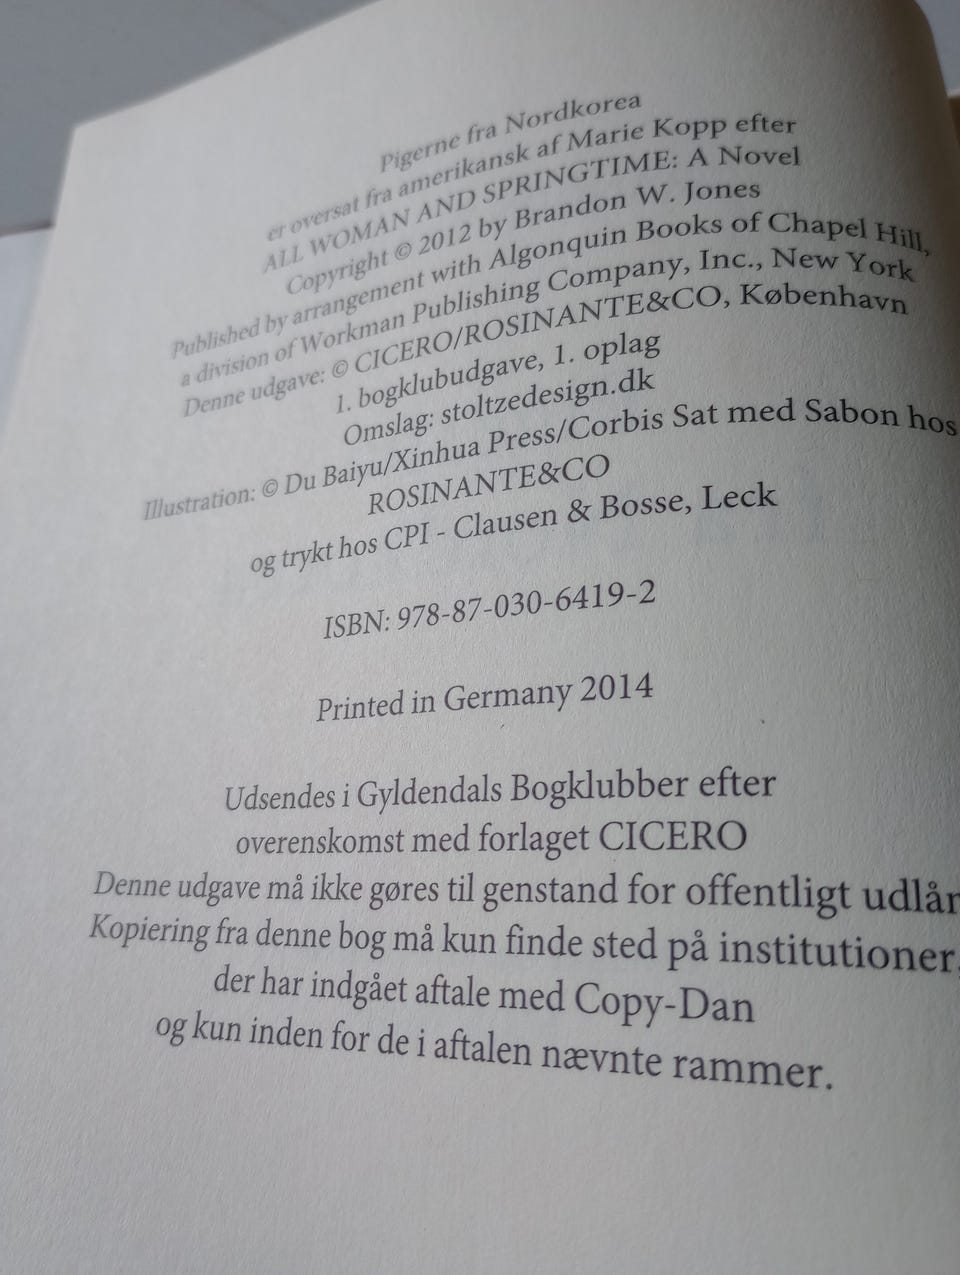 Pigerne fra Nordkorea
er oversat fra amerikansk af Marie Kopp efter
ALL WOMAN AND SPRINGTIME: A Novel
Copyright © 2012 by Brandon W. Jones
Published by arrangement with Algonquin Books of Chapel Hill,
a division of Workman Publishing Company, Inc., New York
Denne udgave: © CICERO/ROSINANTE&CO, København
1. bogklubudgave, 1. oplag
Omslag: stoltzedesign.dk
Illustration: © Du Baiyu/Xinhua Press/Corbis Sat med Sabon hos
ROSINANTE&CO
og trykt hos CPI - Clausen & Bosse, Leck
ISBN: 978-87-030-6419-2
Printed in Germany 2014
Udsendes i Gyldendals Bogklubber efter
overenskomst med forlaget CICERO
Denne udgave må ikke gøres til genstand for offentligt udlån
Kopiering fra denne bog må kun finde sted på institutioner,
der har indgået aftale med Copy-Dan
og kun inden for de i aftalen nævnte rammer.